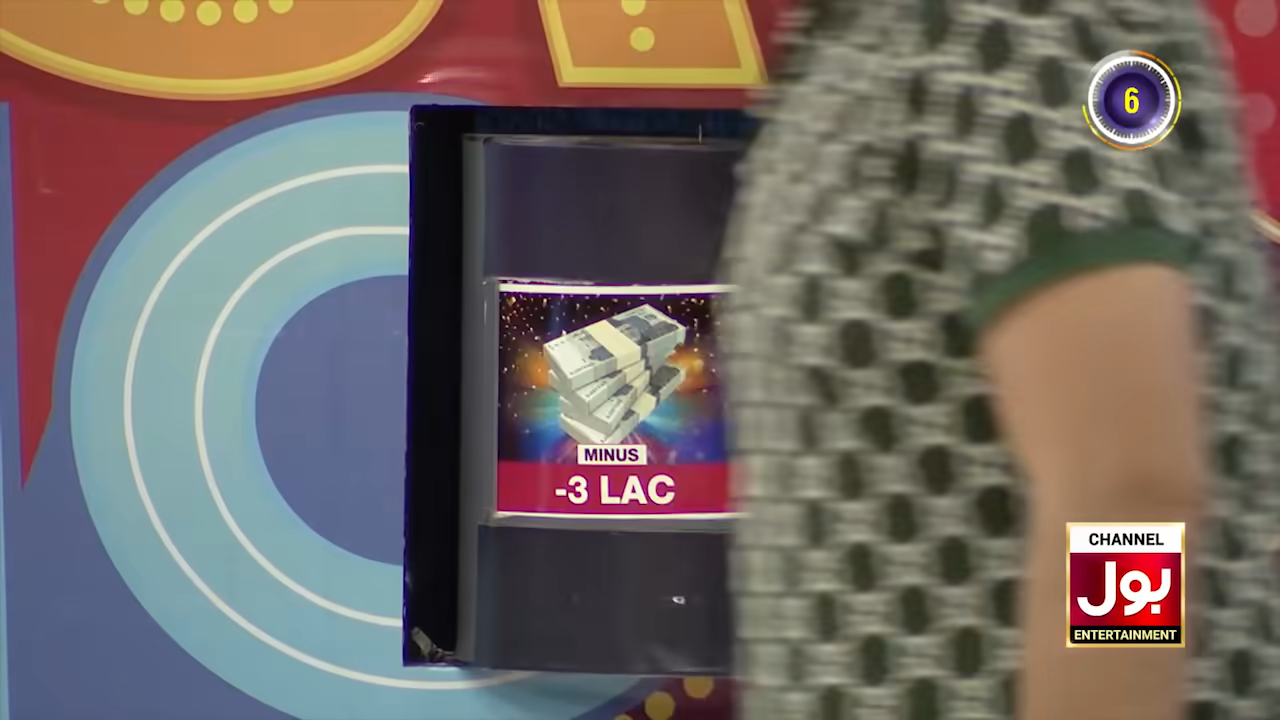 6
MINUS
-3 LAC
CHANNEL
بول
ENTERTAINMENT